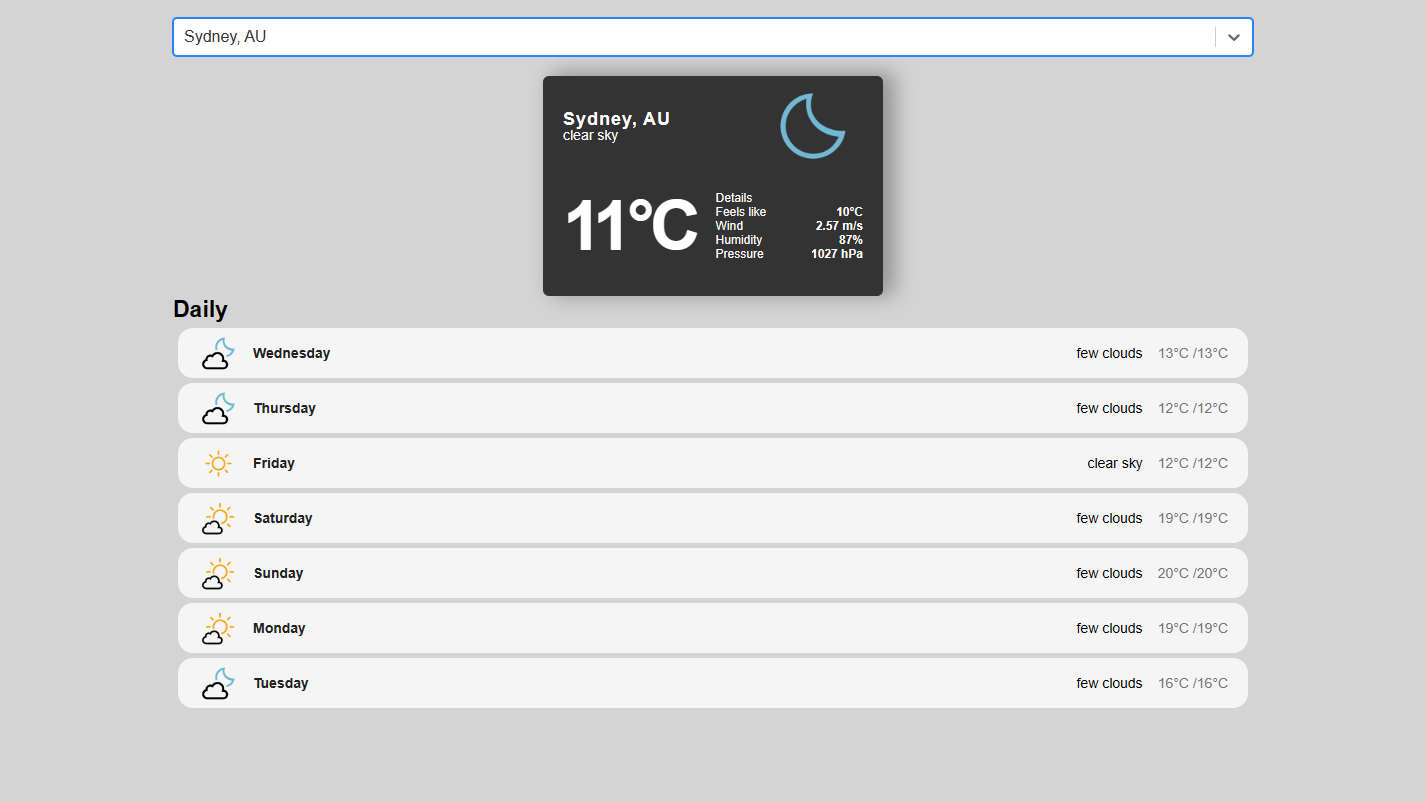 Sydney, AU
Sydney, AU
clear sky
11°C
Details
Feels like 10°C
Wind 2.57 m/s
Humidity 87%
Pressure 1027 hPa
Daily
Wednesday few clouds 13°C /13°C
Thursday few clouds 12°C /12°C
Friday clear sky 12°C /12°C
Saturday few clouds 19°C /19°C
Sunday few clouds 20°C /20°C
Monday few clouds 19°C /19°C
Tuesday few clouds 16°C /16°C